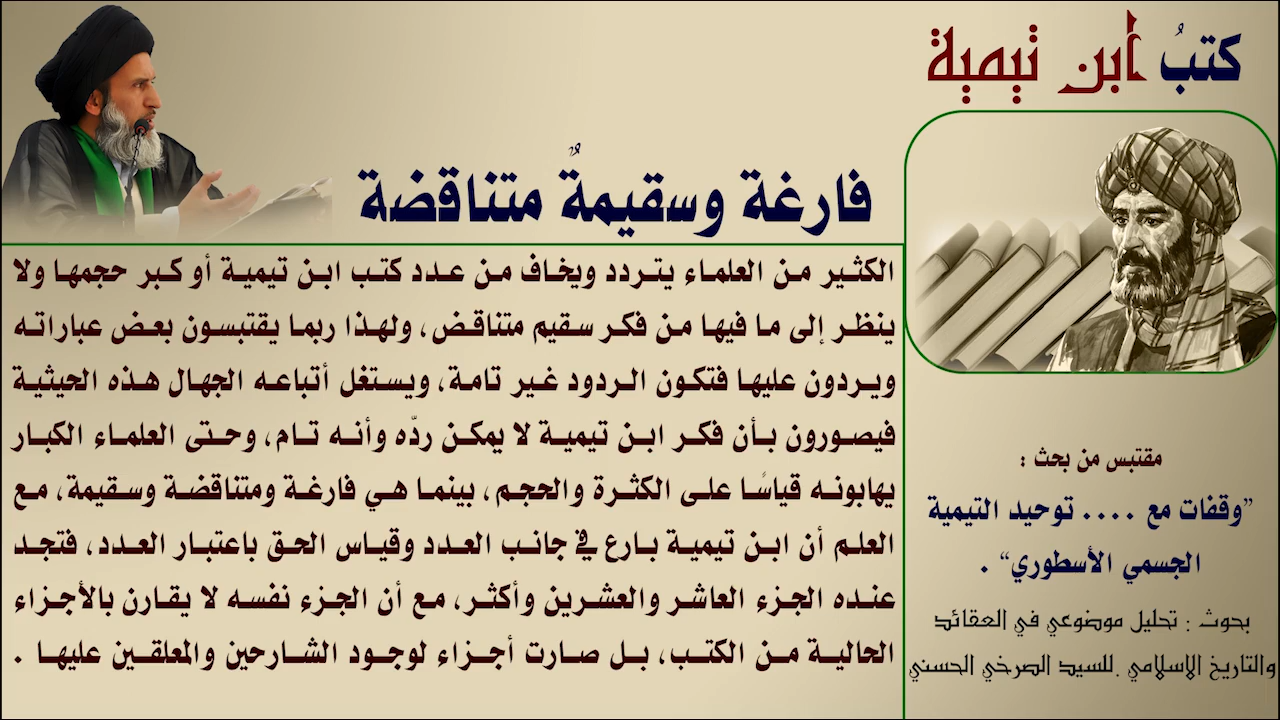 كتبُ أبن تيمية
فارغة وسقيمةٌ متناقضة
الكثير من العلماء يتردد ويخاف من عدد كتب ابن تيمية أو كبر حجمها ولا
ينظر إلى ما فيها من فكر سقيم متناقض، ولهذا ربما يقتبسون بعض عباراته
ويردون عليها فتكون الردود غير تامة، ويستغل أتباعه الجهال هذه الحيثية
فيصورون بأن فكر ابن تيمية لا يمكن ردّه وأنه تام، وحتى العلماء الكبار
يهابونه قياسًا على الكثرة والحجم، بينما هي فارغة ومتناقضة وسقيمة، مع
العلم أن ابن تيمية بارع في جانب العدد وقياس الحق باعتبار العدد، فتجد
عنده الجزء العاشر والعشرين وأكثر، مع أن الجزء نفسه لا يقارن بالأجزاء
الحالية من الكتب، بل صارت أجزاء لوجود الشارحين والمعلقين عليها .
مقتبس من بحث :
”وقفات مع .... توحيد التيمية
الجسمي الأسطوري“ .
بحوث : تحليل موضوعي في العقائد
والتاريخ الاسلامي .للسيد الصرخي الحسني